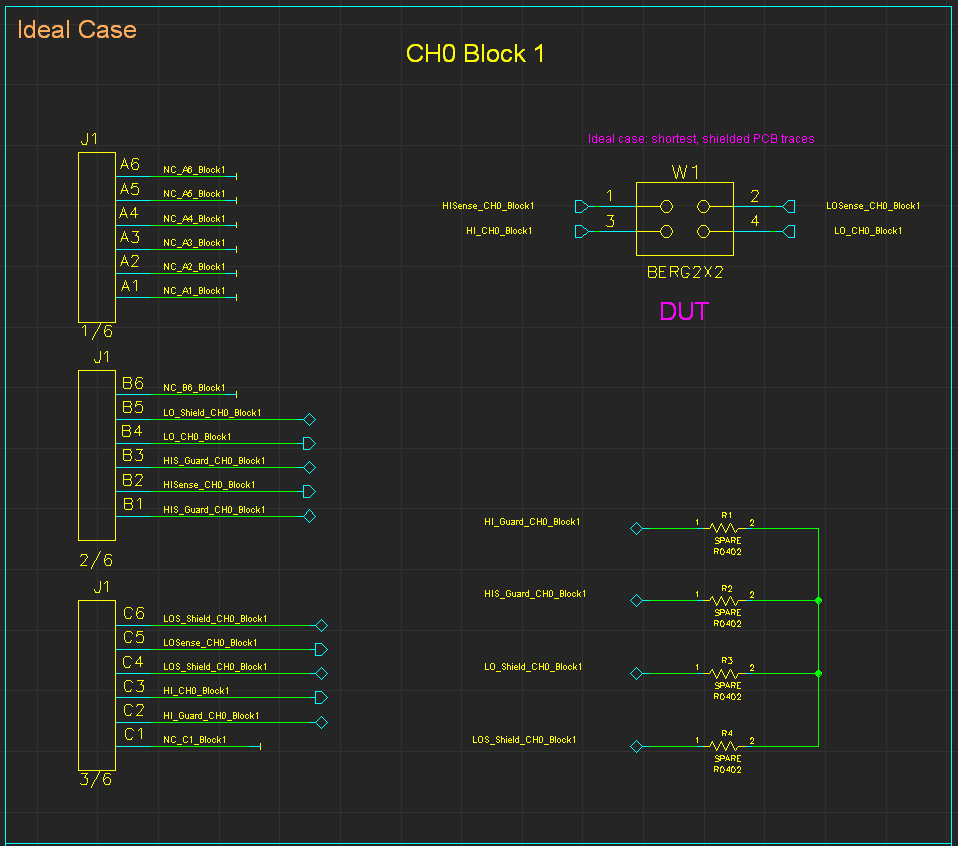 Ideal Case
CH0 Block 1
J1
A6 NC_A6_Block1
A5 NC_A5_Block1
A4 NC_A4_Block1
A3 NC_A3_Block1
A2 NC_A2_Block1
A1 NC_A1_Block1
1/6
Ideal case: shortest, shielded PCB traces
W1
HISense_CH0_Block1 1 2 LOSense_CH0_Block1
HI_CH0_Block1 3 4 LO_CH0_Block1
BERG2X2
DUT
J1
B6 NC_B6_Block1
B5 LO_Shield_CH0_Block1
B4 LO_CH0_Block1
B3 HIS_Guard_CH0_Block1
B2 HISense_CH0_Block1
B1 HIS_Guard_CH0_Block1
2/6
J1
C6 LOS_Shield_CH0_Block1
C5 LOSense_CH0_Block1
C4 LOS_Shield_CH0_Block1
C3 HI_CH0_Block1
C2 HI_Guard_CH0_Block1
C1 NC_C1_Block1
3/6
R1
HI_Guard_CH0_Block1 1 2
SPARE
R0402
R2
HIS_Guard_CH0_Block1 1 2
SPARE
R0402
R3
LO_Shield_CH0_Block1 1 2
SPARE
R0402
R4
LOS_Shield_CH0_Block1 1 2
SPARE
R0402